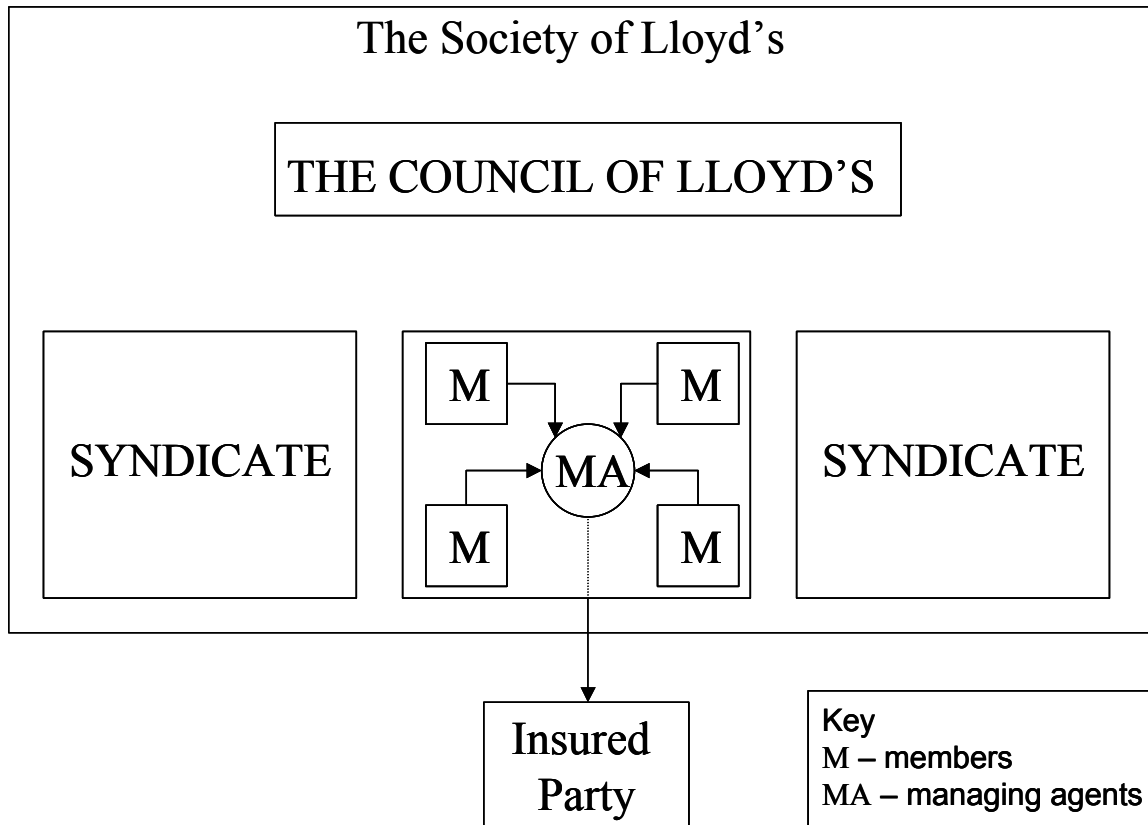 The Society of Lloyd’s
THE COUNCIL OF LLOYD’S
SYNDICATE
M
M
MA
M
M
SYNDICATE
Insured
Party
Key
M – members
MA – managing agents